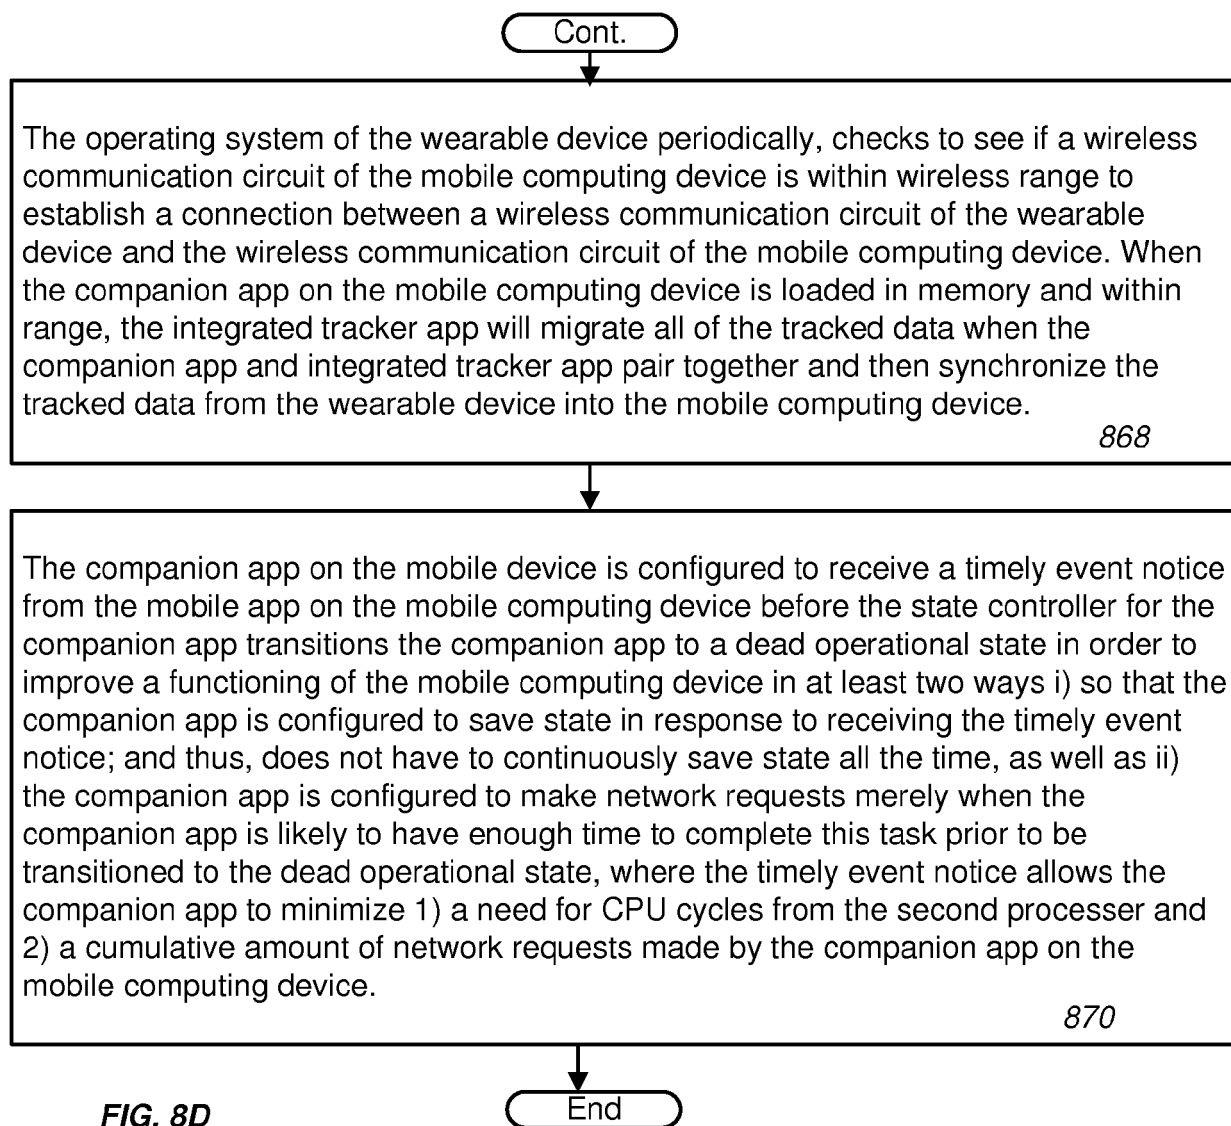 Cont.
The operating system of the wearable device periodically, checks to see if a wireless
communication circuit of the mobile computing device is within wireless range to
establish a connection between a wireless communication circuit of the wearable
device and the wireless communication circuit of the mobile computing device. When
the companion app on the mobile computing device is loaded in memory and within
range, the integrated tracker app will migrate all of the tracked data when the
companion app and integrated tracker app pair together and then synchronize the
tracked data from the wearable device into the mobile computing device.
868
The companion app on the mobile device is configured to receive a timely event notice
from the mobile app on the mobile computing device before the state controller for the
companion app transitions the companion app to a dead operational state in order to
improve a functioning of the mobile computing device in at least two ways i) so that the
companion app is configured to save state in response to receiving the timely event
notice; and thus, does not have to continuously save state all the time, as well as ii)
the companion app is configured to make network requests merely when the
companion app is likely to have enough time to complete this task prior to be
transitioned to the dead operational state, where the timely event notice allows the
companion app to minimize 1) a need for CPU cycles from the second processer and
2) a cumulative amount of network requests made by the companion app on the
mobile computing device.
870
End
FIG. 8D